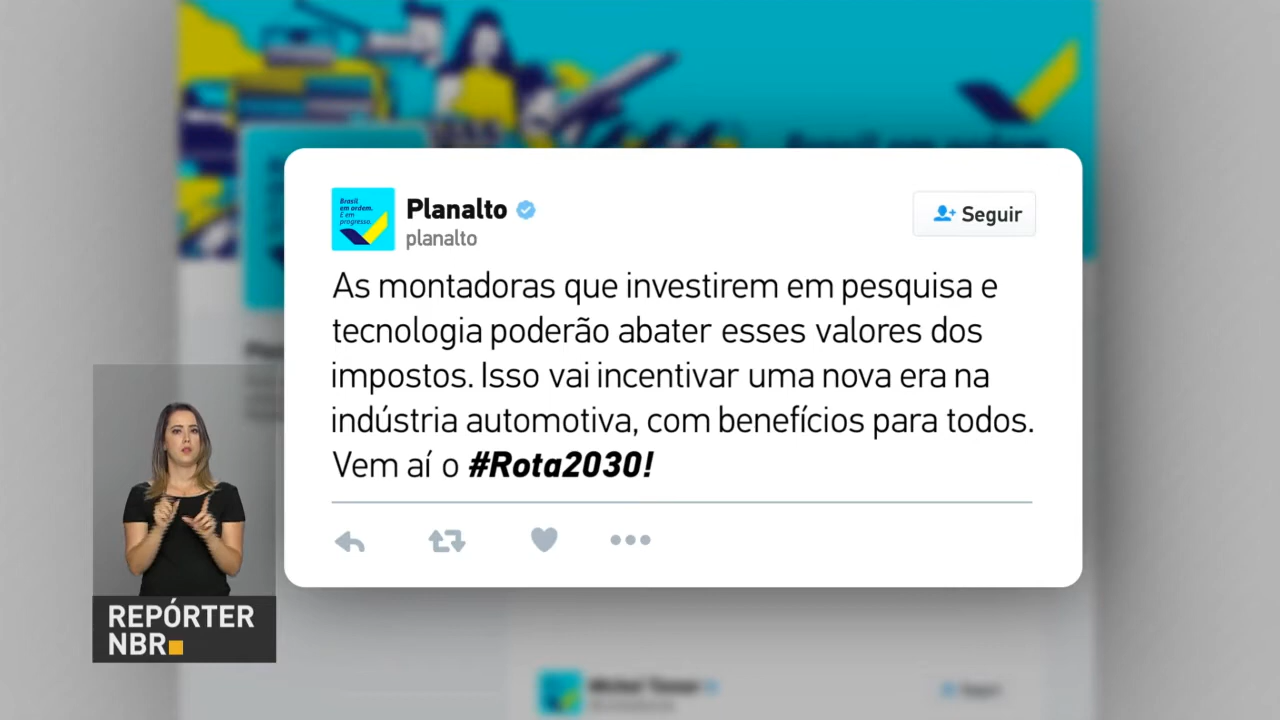 Brasil
em ordem.
E em
progresso.
Planalto
planalto
Seguir
As montadoras que investirem em pesquisa e
tecnologia poderão abater esses valores dos
impostos. Isso vai incentivar uma nova era na
indústria automotiva, com benefícios para todos.
Vem aí o #Rota2030!
REPÓRTER
NBR